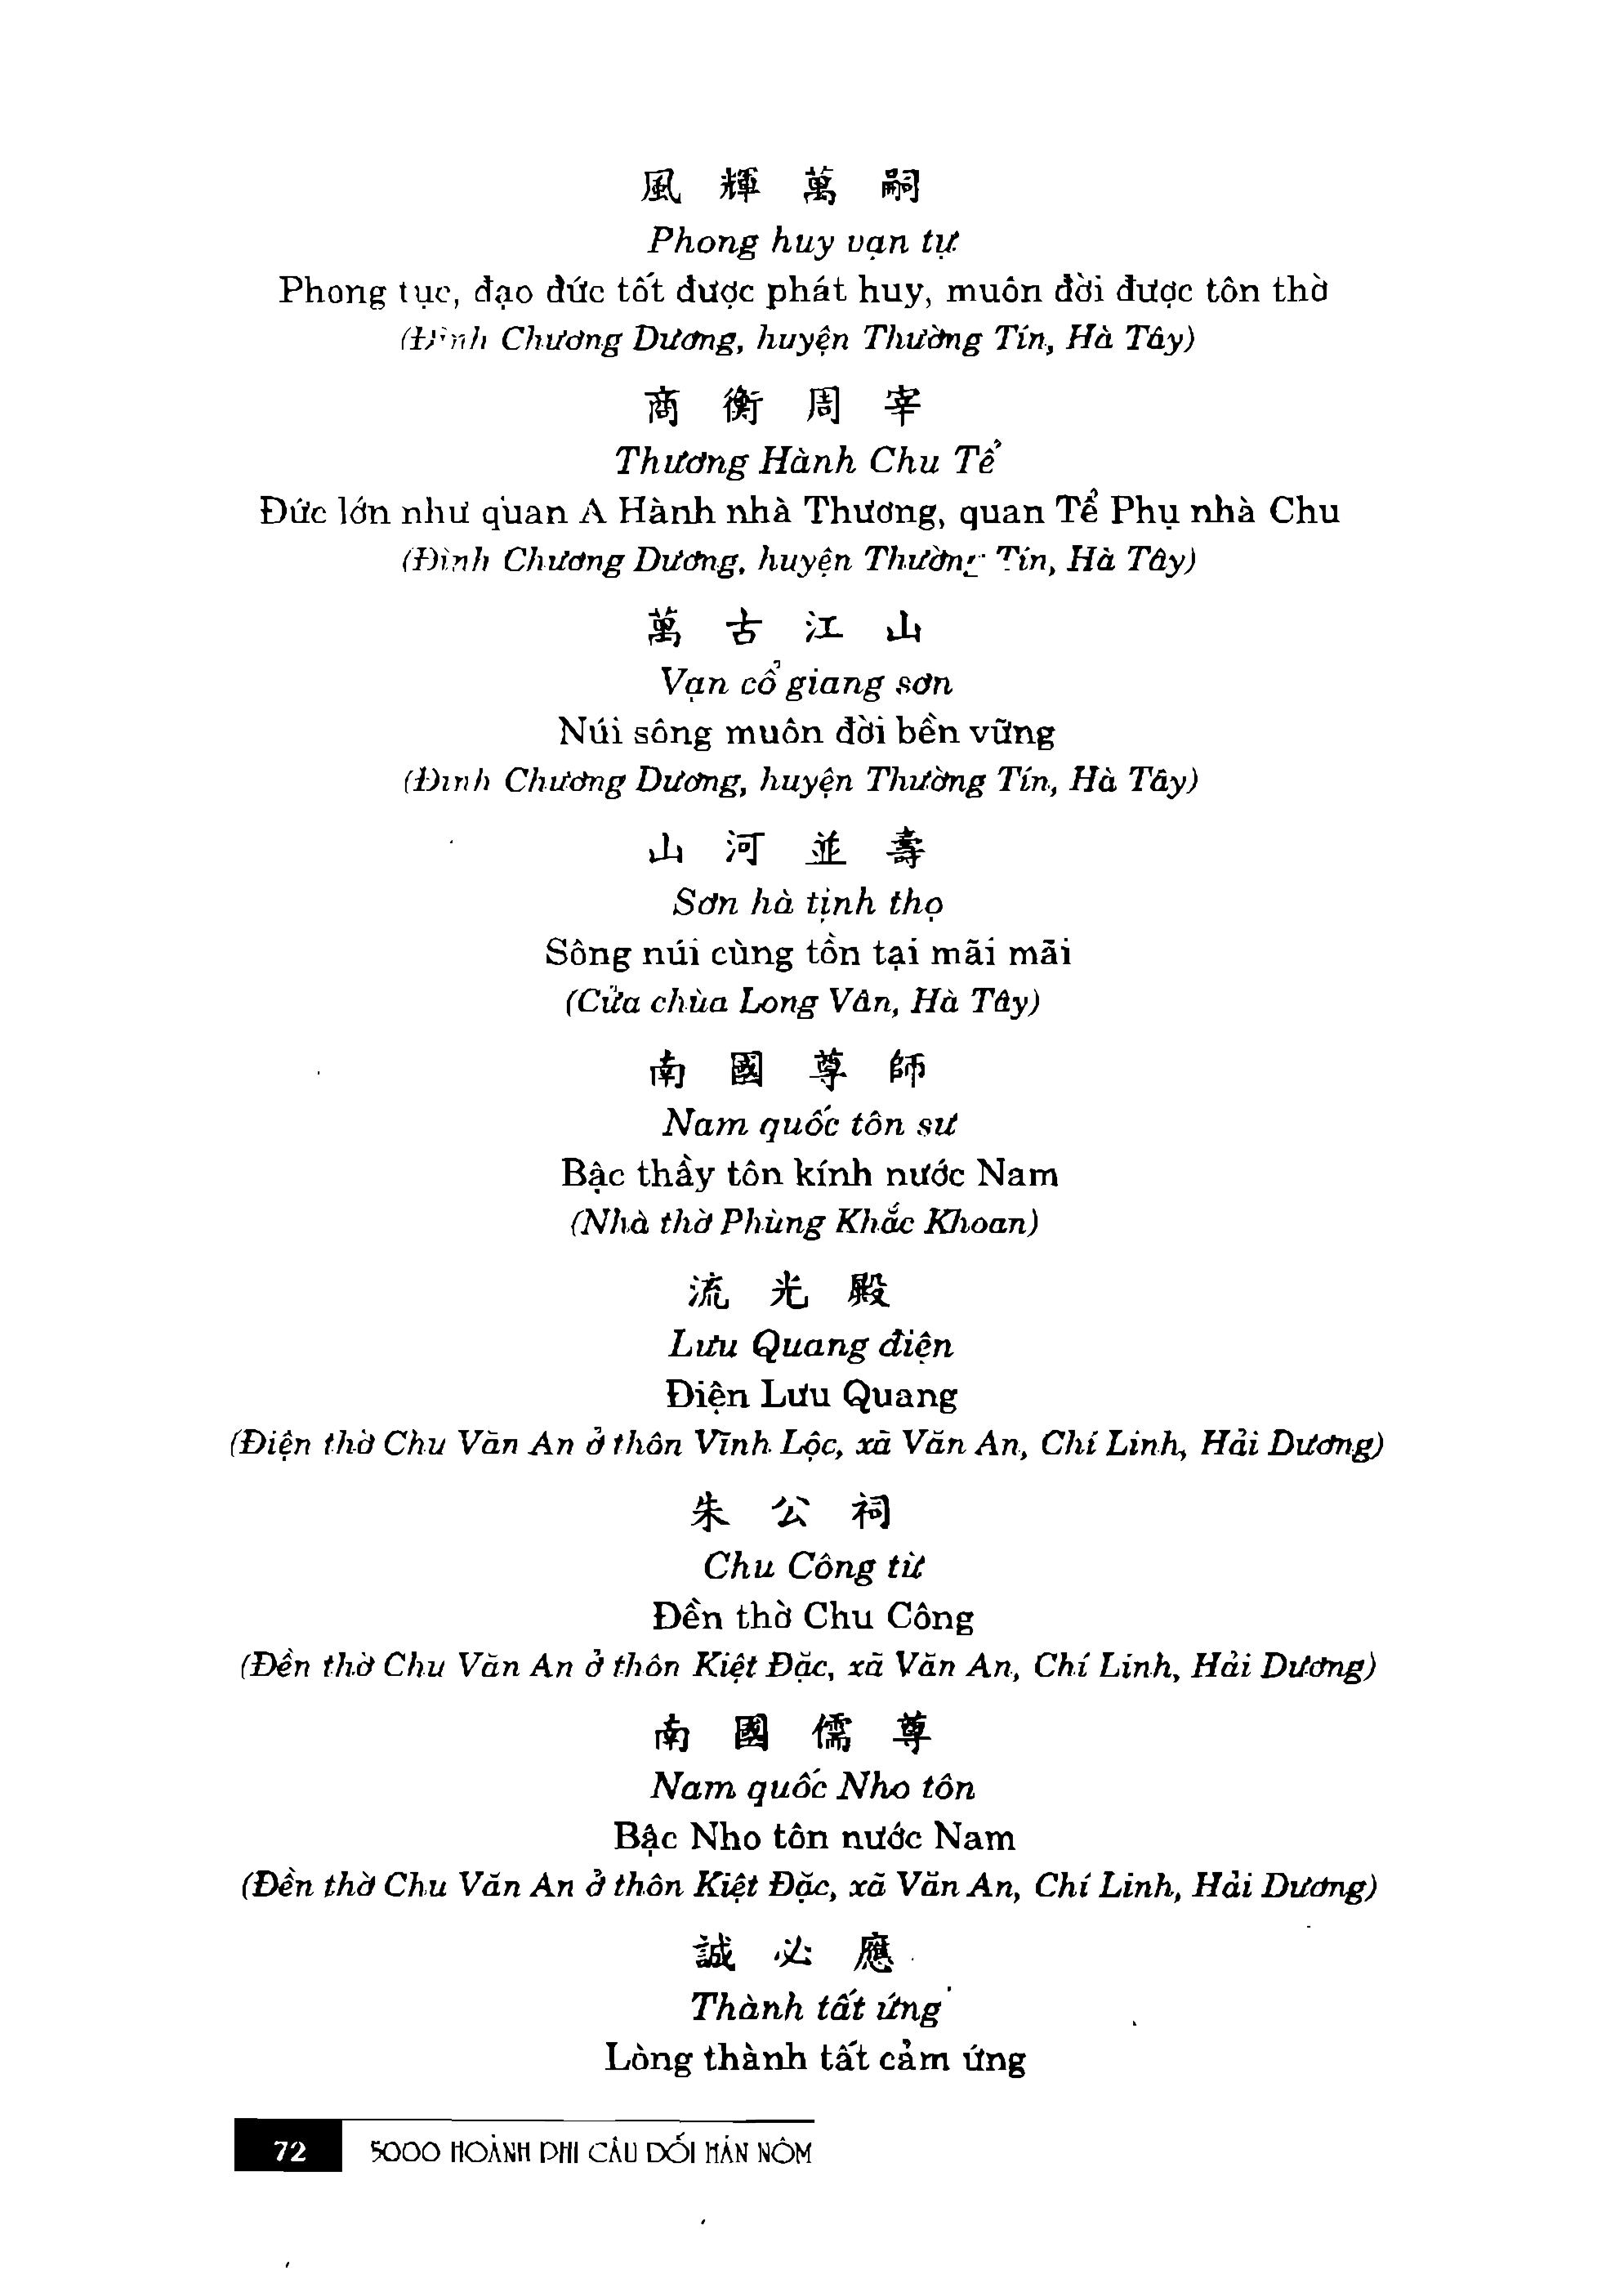 風 輝 萬 嗣
Phong huy vạn tự
Phong tục, đạo đức tốt được phát huy, muôn đời được tôn thờ
(Đình Chương Dương, huyện Thường Tín, Hà Tây)
商 衡 周 宰
Thương Hành Chu Tể
Đức lớn như quan A Hành nhà Thương, quan Tể Phụ nhà Chu
(Đình Chương Dương, huyện Thường Tín, Hà Tây)
萬 古 江 山
Vạn cổ giang sơn
Núi sông muôn đời bền vững
(Đình Chương Dương, huyện Thường Tín, Hà Tây)
山 河 並 壽
Sơn hà tịnh thọ
Sông núi cùng tồn tại mãi mãi
(Cửa chùa Long Vân, Hà Tây)
南 國 尊 師
Nam quốc tôn sư
Bậc thầy tôn kính nước Nam
(Nhà thờ Phùng Khắc Khoan)
流 光 殿
Lưu Quang điện
Điện Lưu Quang
(Điện thờ Chu Văn An ở thôn Vĩnh Lộc, xã Văn An, Chí Linh, Hải Dương)
朱 公 祠
Chu Công từ
Đền thờ Chu Công
(Đền thờ Chu Văn An ở thôn Kiệt Đặc, xã Văn An, Chí Linh, Hải Dương)
南 國 儒 尊
Nam quốc Nho tôn
Bậc Nho tôn nước Nam
(Đền thờ Chu Văn An ở thôn Kiệt Đặc, xã Văn An, Chí Linh, Hải Dương)
誠 必 應
Thành tất ứng
Lòng thành tất cảm ứng
72 5000 HOÀNH PHI CÂU ĐỐI HÁN NÔM